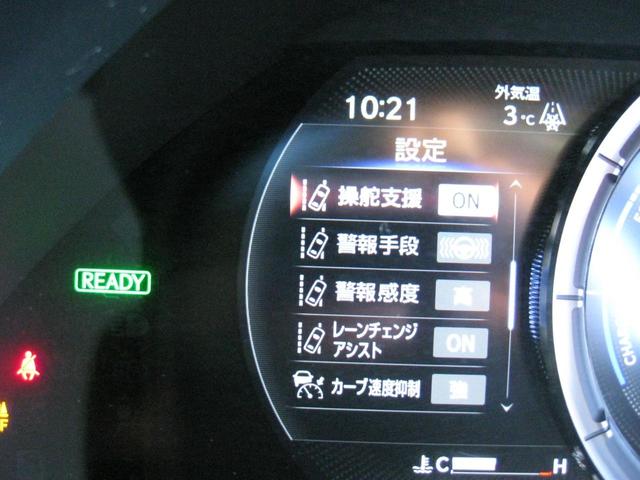 10:21
外気温
3℃
設定
操舵支援 ON
警報手段
警報感度 高
レーンチェンジ
アシスト ON
カーブ速度抑制 強
READY
C H